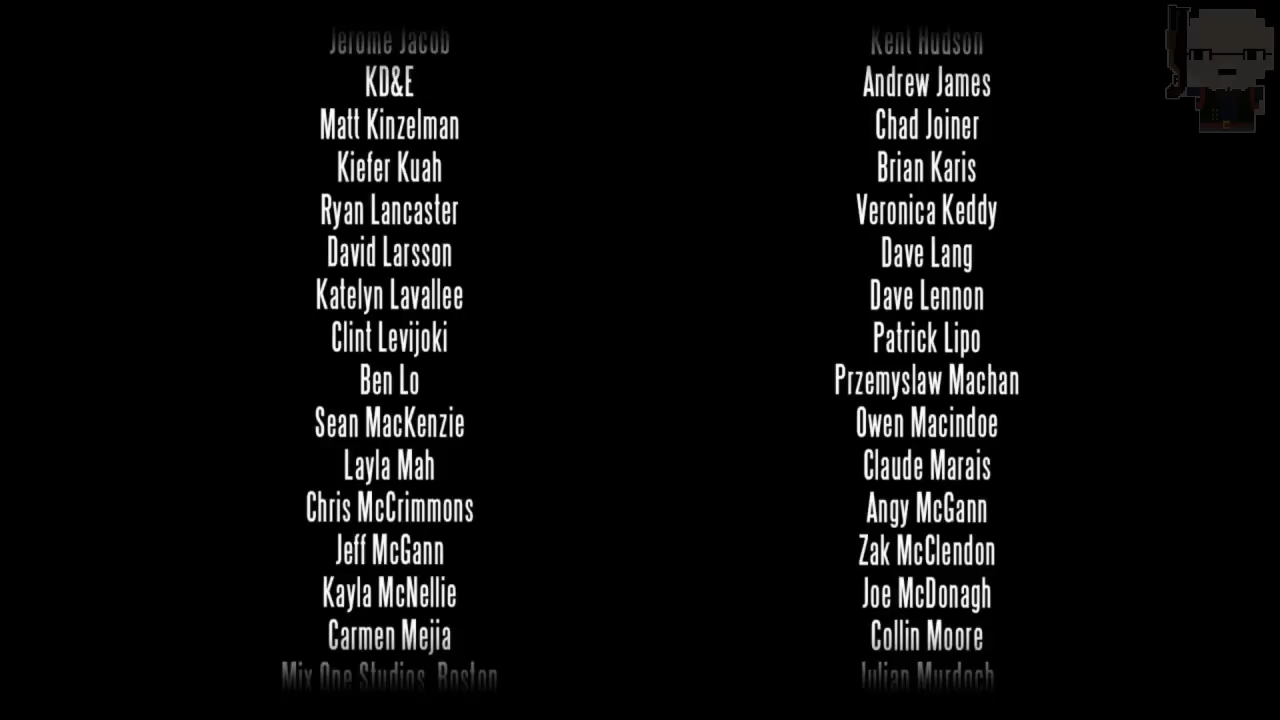 Jerome Jacob
Kent Hudson
KD&E
Andrew James
Matt Kinzelman
Chad Joiner
Kiefer Kuah
Brian Karis
Ryan Lancaster
Veronica Keddy
David Larsson
Dave Lang
Katelyn Lavallee
Dave Lennon
Clint Levijoki
Patrick Lipo
Ben Lo
Przemyslaw Machan
Sean MacKenzie
Owen Macindoe
Layla Mah
Claude Marais
Chris McCrimmons
Angy McGann
Jeff McGann
Zak McClendon
Kayla McNellie
Joe McDonagh
Carmen Mejia
Collin Moore
Mix One Studios, Boston
Julian Murdoch